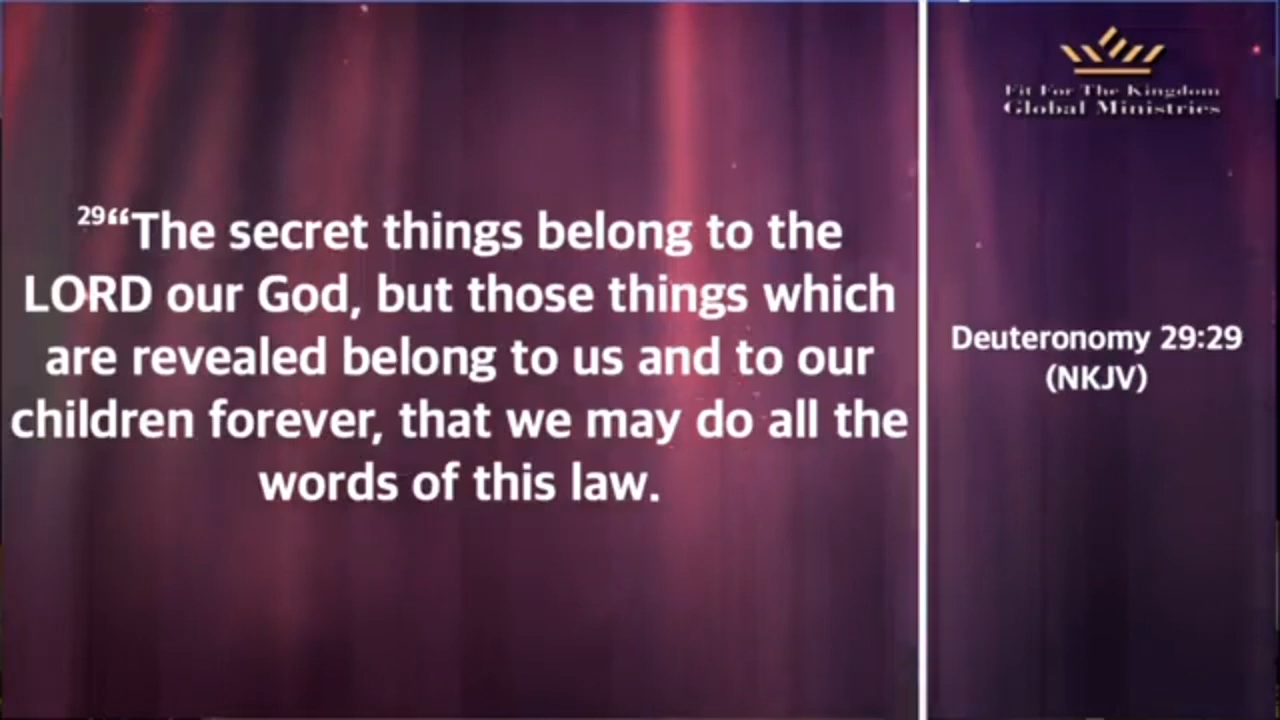 29“The secret things belong to the
LORD our God, but those things which
are revealed belong to us and to our
children forever, that we may do all the
words of this law.
Fit For The Kingdom
Global Ministries
Deuteronomy 29:29
(NKJV)